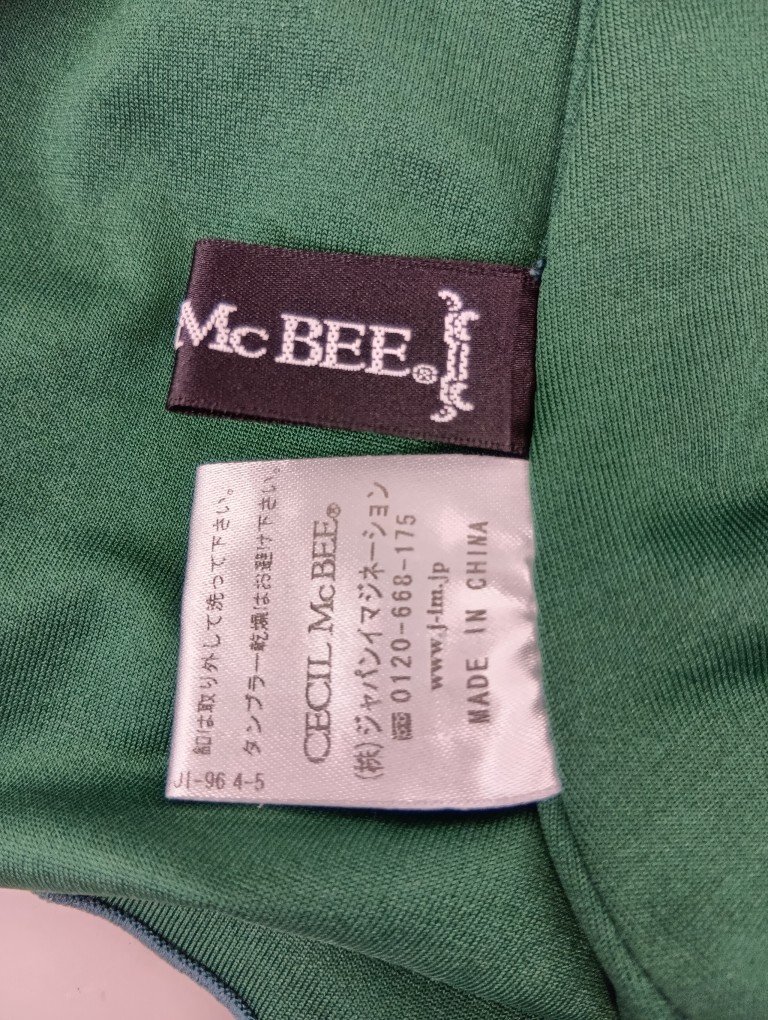 Mc BEE®
釦は取り外して洗って下さい。
タンブラー乾燥はお避け下さい。
CECIL McBEE®
(株)ジャパンイマジネーション
0120-668-175
www.j-im.jp
MADE IN CHINA
JI-96 4-5